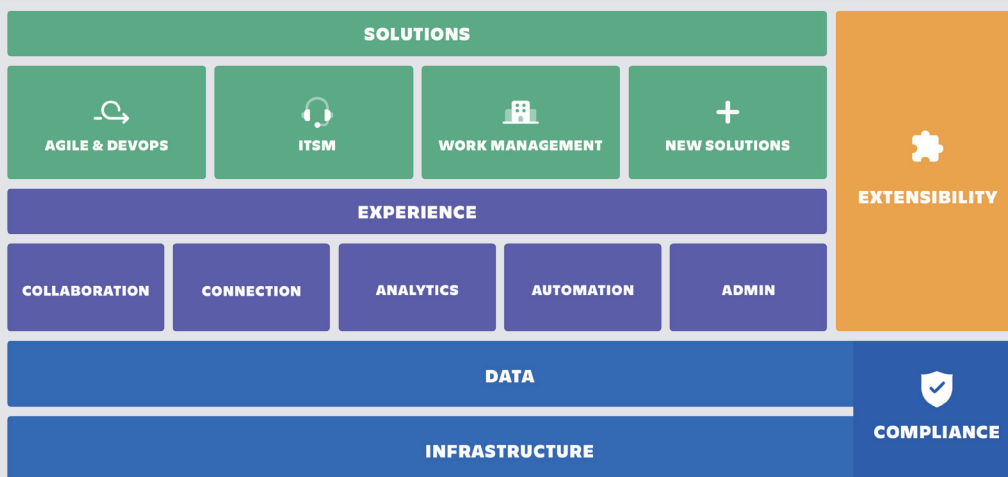 SOLUTIONS
AGILE & DEVOPS
ITSM
WORK MANAGEMENT
NEW SOLUTIONS
EXTENSIBILITY
EXPERIENCE
COLLABORATION
CONNECTION
ANALYTICS
AUTOMATION
ADMIN
DATA
COMPLIANCE
INFRASTRUCTURE